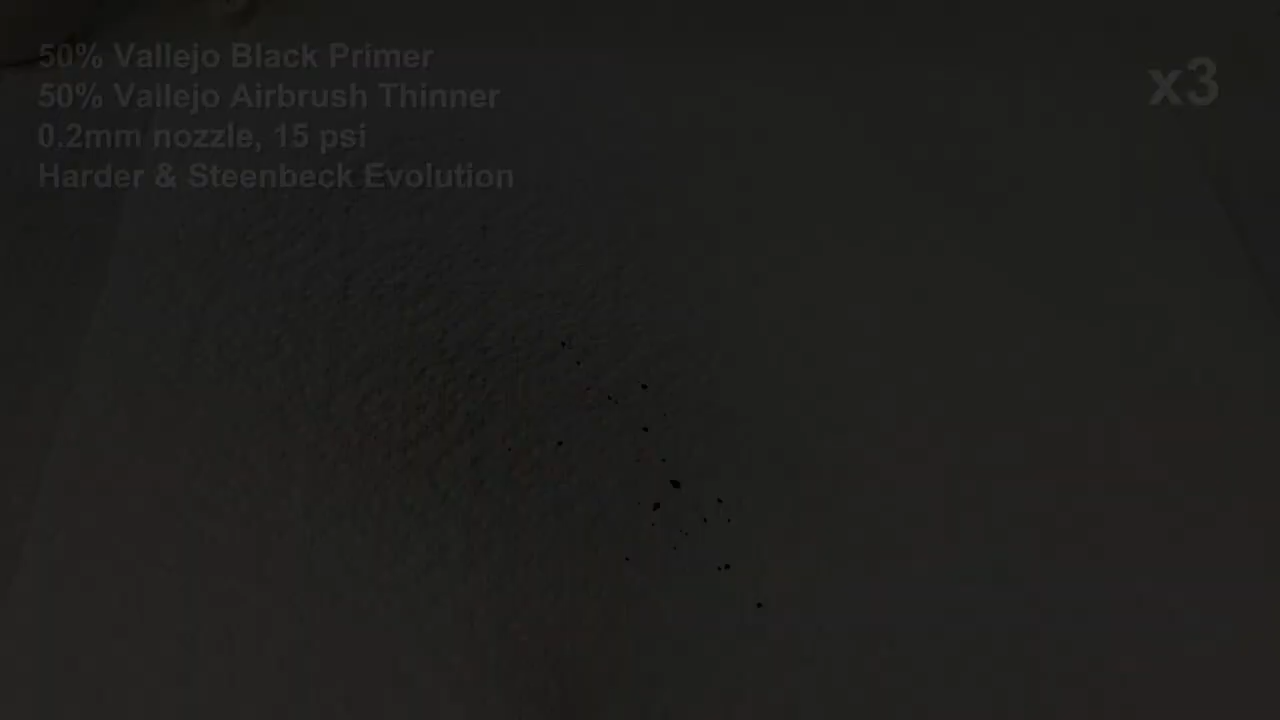 50% Vallejo Black Primer
50% Vallejo Airbrush Thinner
0.2mm nozzle, 15 psi
Harder & Steenbeck Evolution
x3